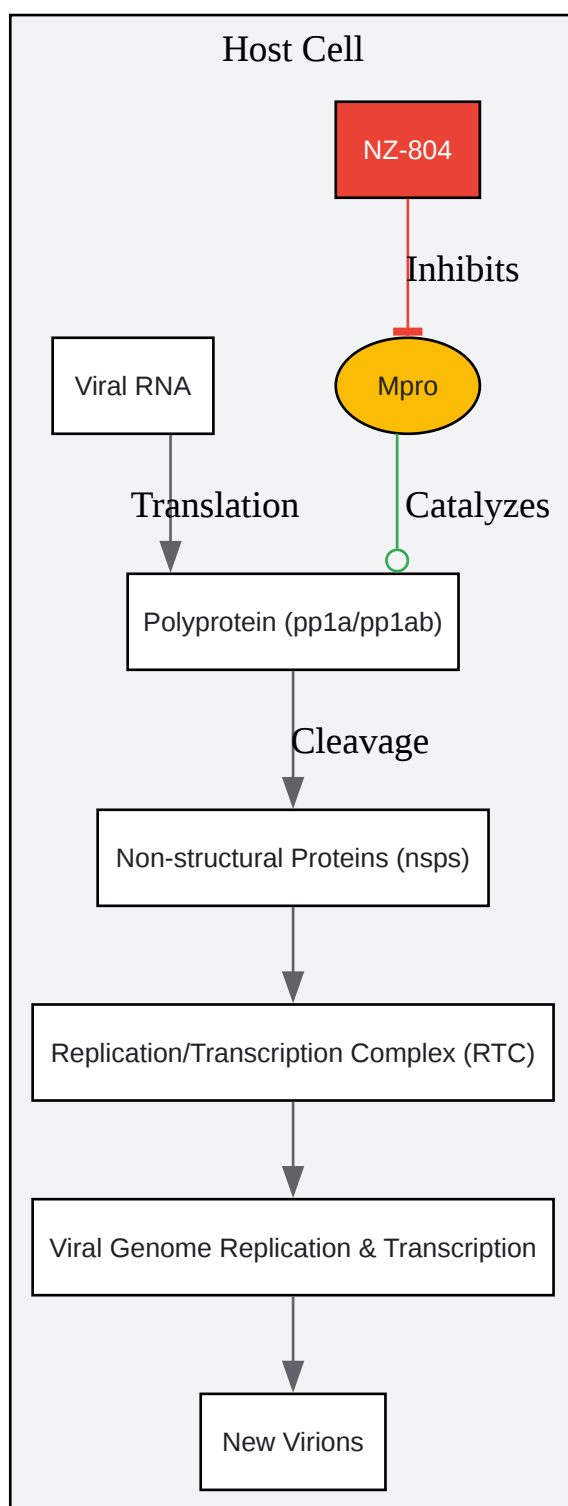 Host Cell
NZ-804
Inhibits
Viral RNA
Mpro
Translation
Catalyzes
Polyprotein (pp1a/pp1ab)
Cleavage
Non-structural Proteins (nsps)
Replication/Transcription Complex (RTC)
Viral Genome Replication & Transcription
New Virions